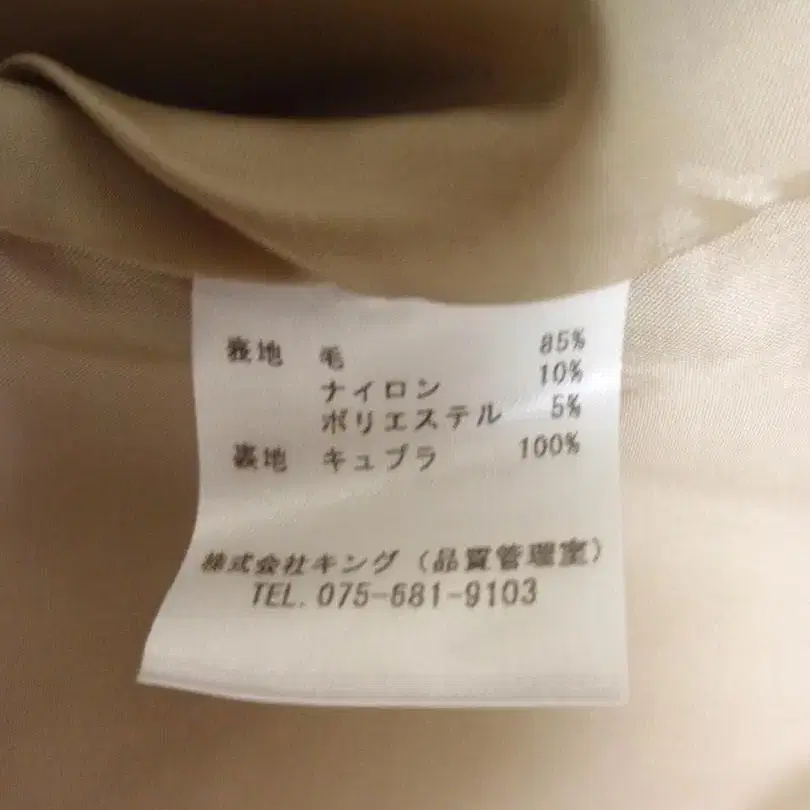 表地 毛 85%
ナイロン 10%
ポリエステル 5%
裏地 キュプラ 100%
株式会社キング(品質管理室)
TEL. 075-681-9103